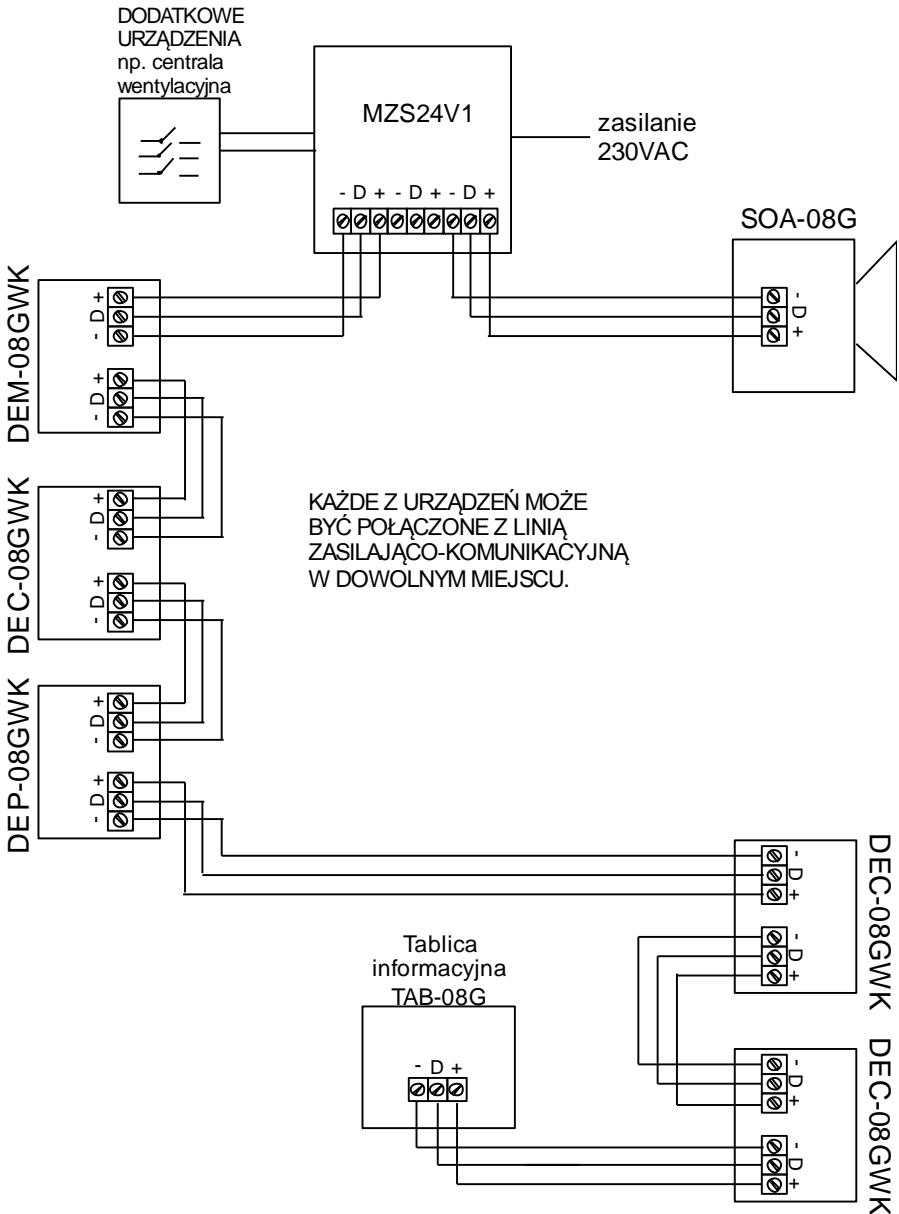 DODATKOWE
URZĄDZENIA
np. centrala
wentylacyjna
MZS24V1
zasilanie
230VAC
- D + - D + - D +
SOA-08G
- D +
DEM-08GWK
+ D -
+ D -
DEC-08GWK
+ D -
+ D -
KAŻDE Z URZĄDZEŃ MOŻE
BYĆ POŁĄCZONE Z LINIĄ
ZASILAJĄCO-KOMUNIKACYJNĄ
W DOWOLNYM MIEJSCU.
DEP-08GWK
+ D -
+ D -
DEC-08GWK
- D +
- D +
Tablica
informacyjna
TAB-08G
- D +
DEC-08GWK
- D +
- D +